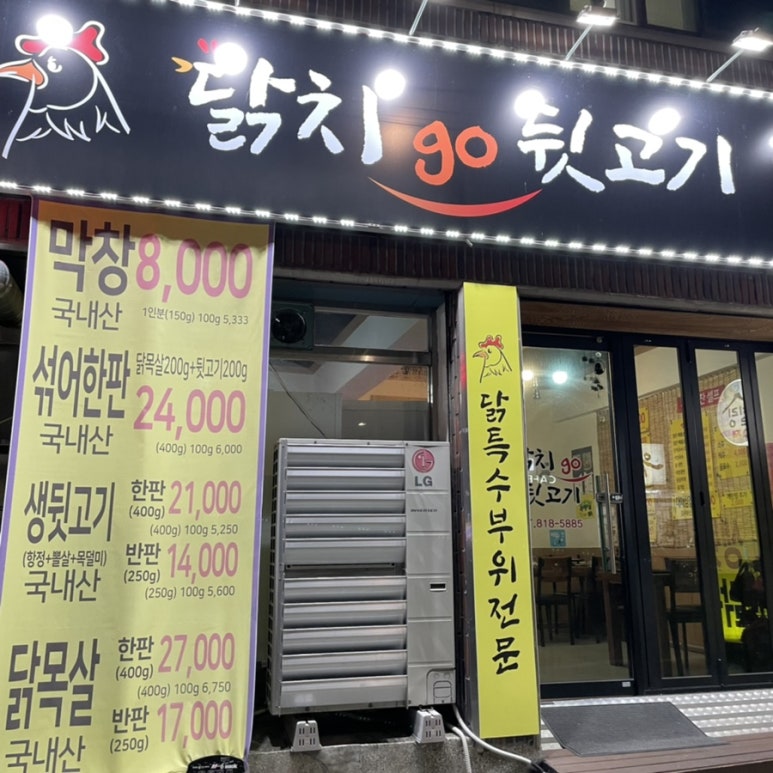 닭치go뒷고기
막창 8,000
국내산 1인분(150g) 100g 5,333
섞어한판 닭목살200g+뒷고기200g
24,000
국내산 (400g) 100g 6,000
생뒷고기 한판 21,000
(400g)
(400g) 100g 5,250
(항정+뽈살+목덜미) 반판 14,000
국내산 (250g)
(250g) 100g 5,600
닭목살 한판 27,000
(400g)
(400g) 100g 6,750
국내산 반판 17,000
(250g)
LG
닭특수부위전문
닭치go
뒷고기
818-5885